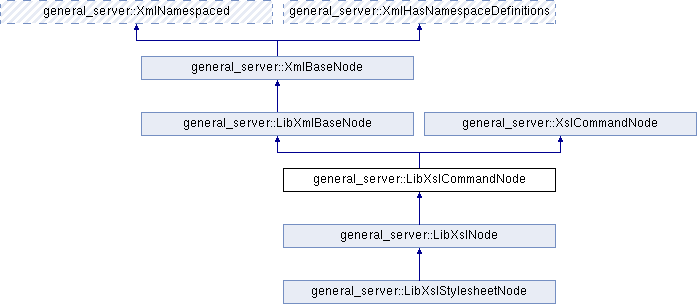 general_server::XmlNamespaced general_server::XmlHasNamespaceDefinitions
general_server::XmlBaseNode
general_server::LibXmlBaseNode general_server::XslCommandNode
general_server::LibXslCommandNode
general_server::LibXslNode
general_server::LibXslStylesheetNode